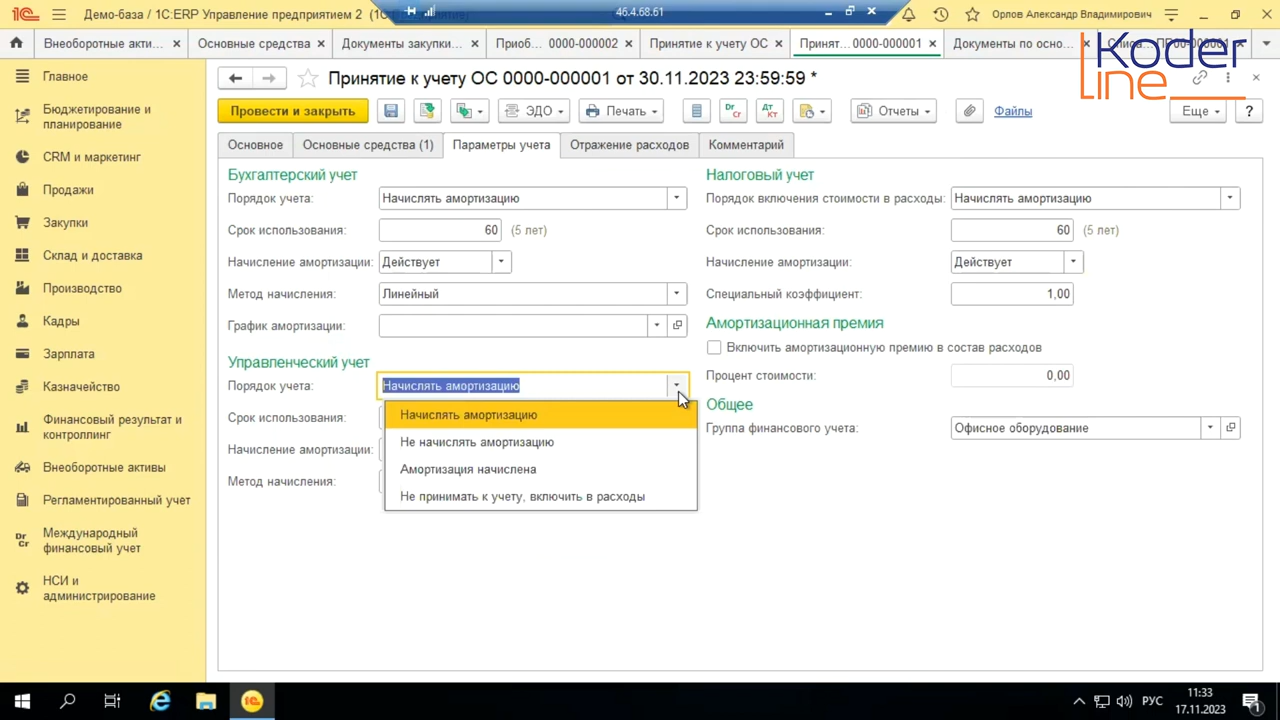 Демо-база / 1С:ERP Управление предприятием 2 (1С:
46.4.68.61
Орлов Александр Владимирович
Внеоборотные акти...
Основные средства
Документы закупки...
Приоб... 0000-000002
Принятие к учету ОС
Принят... 0000-000001
Документы по осно...
Koder
line
Главное
Бюджетирование и
планирование
CRM и маркетинг
Продажи
Закупки
Склад и доставка
Производство
Кадры
Зарплата
Казначейство
Финансовый результат и
контроллинг
Внеоборотные активы
Регламентированный учет
Международный
финансовый учет
НСИ и
администрирование
Принятие к учету ОС 0000-000001 от 30.11.2023 23:59:59 *
Провести и закрыть
ЭДО
Печать
Отчеты
Файлы
Еще
?
Основное
Основные средства (1)
Параметры учета
Отражение расходов
Комментарий
Бухгалтерский учет
Порядок учета: Начислять амортизацию
Срок использования: 60 (5 лет)
Начисление амортизации: Действует
Метод начисления: Линейный
График амортизации:
Управленческий учет
Порядок учета: Начислять амортизацию
Срок использования:
Начисление амортизации:
Метод начисления:
Начислять амортизацию
Не начислять амортизацию
Амортизация начислена
Не принимать к учету, включить в расходы
Налоговый учет
Порядок включения стоимости в расходы: Начислять амортизацию
Срок использования: 60 (5 лет)
Начисление амортизации: Действует
Специальный коэффициент: 1,00
Амортизационная премия
Включить амортизационную премию в состав расходов
Процент стоимости: 0,00
Общее
Группа финансового учета: Офисное оборудование
РУС
11:33
17.11.2023